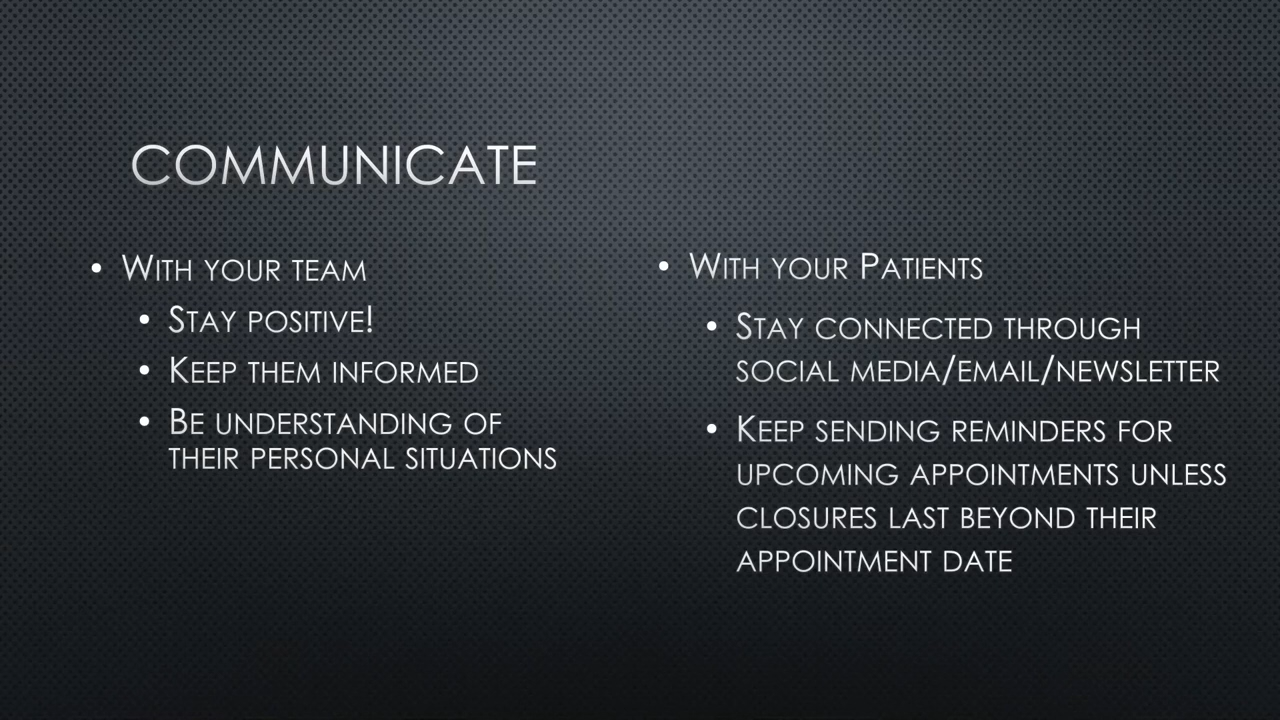 COMMUNICATE
• WITH YOUR TEAM
• STAY POSITIVE!
• KEEP THEM INFORMED
• BE UNDERSTANDING OF
THEIR PERSONAL SITUATIONS
• WITH YOUR PATIENTS
• STAY CONNECTED THROUGH
SOCIAL MEDIA/EMAIL/NEWSLETTER
• KEEP SENDING REMINDERS FOR
UPCOMING APPOINTMENTS UNLESS
CLOSURES LAST BEYOND THEIR
APPOINTMENT DATE